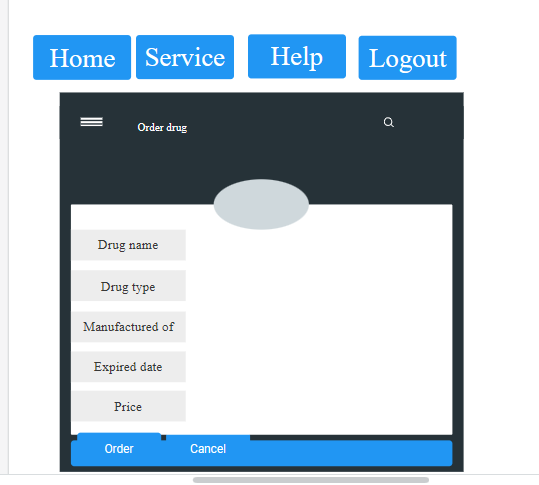 Home Service Help Logout
Order drug
Drug name
Drug type
Manufactured of
Expired date
Price
Order Cancel